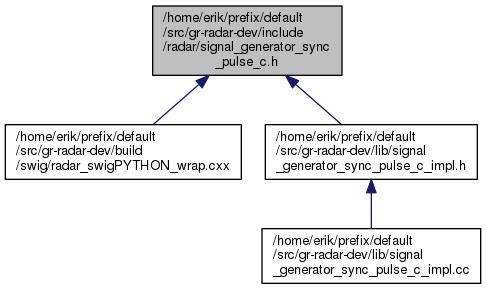 /home/erik/prefix/default
/src/gr-radar-dev/include
/radar/signal_generator_sync
_pulse_c.h
/home/erik/prefix/default
/src/gr-radar-dev/build
/swig/radar_swigPYTHON_wrap.cxx
/home/erik/prefix/default
/src/gr-radar-dev/lib/signal
_generator_sync_pulse_c_impl.h
/home/erik/prefix/default
/src/gr-radar-dev/lib/signal
_generator_sync_pulse_c_impl.cc